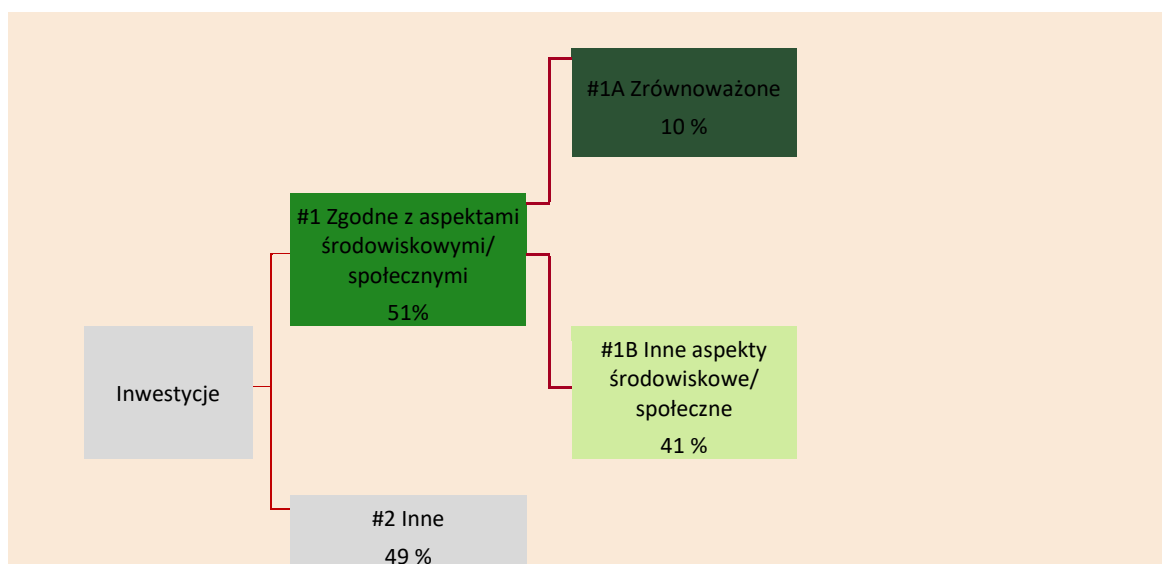 #1A Zrównoważone
10 %
#1 Zgodne z aspektami
środowiskowymi/
społecznymi
51%
Inwestycje
#1B Inne aspekty
środowiskowe/
społeczne
41 %
#2 Inne
49 %